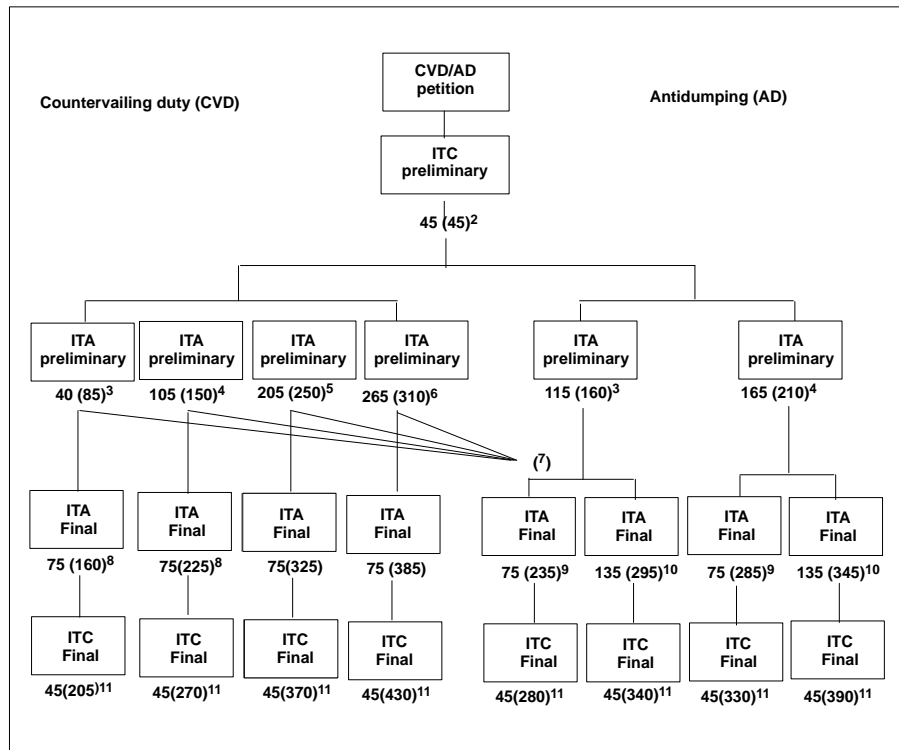 CVD/AD
petition
Countervailing duty (CVD)
Antidumping (AD)
ITC
preliminary
45 (45)2
ITA
preliminary
ITA
preliminary
ITA
preliminary
ITA
preliminary
ITA
preliminary
ITA
preliminary
40 (85)3
105 (150)4
205 (250)5
265 (310)6
115 (160)3
165 (210)4
(7)
ITA
Final
ITA
Final
ITA
Final
ITA
Final
ITA
Final
ITA
Final
ITA
Final
ITA
Final
75 (160)8
75(225)8
75(325)
75 (385)
75 (235)9
135 (295)10
75 (285)9
135 (345)10
ITC
Final
ITC
Final
ITC
Final
ITC
Final
ITC
Final
ITC
Final
ITC
Final
ITC
Final
45(205)11
45(270)11
45(370)11
45(430)11
45(280)11
45(340)11
45(330)11
45(390)11